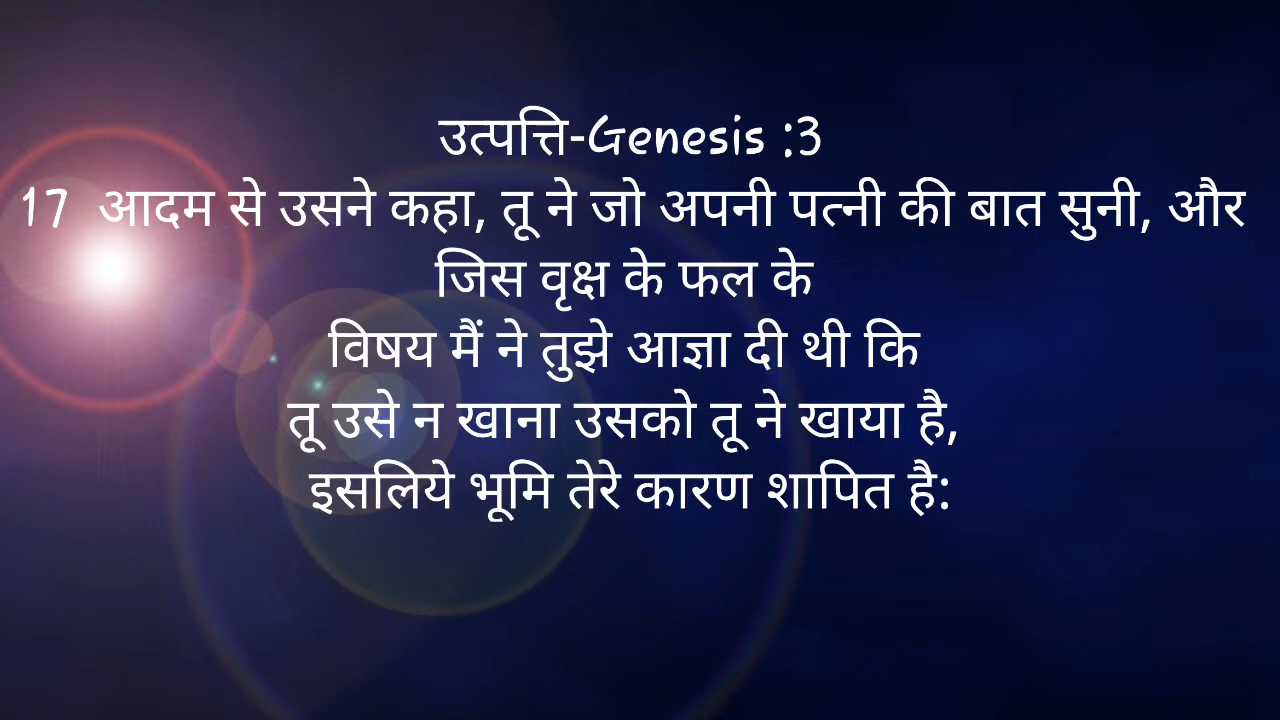 उत्पत्ति-Genesis :3
17 आदम से उसने कहा, तू ने जो अपनी पत्नी की बात सुनी, और
जिस वृक्ष के फल के
विषय मैं ने तुझे आज्ञा दी थी कि
तू उसे न खाना उसको तू ने खाया है,
इसलिये भूमि तेरे कारण शापित है: